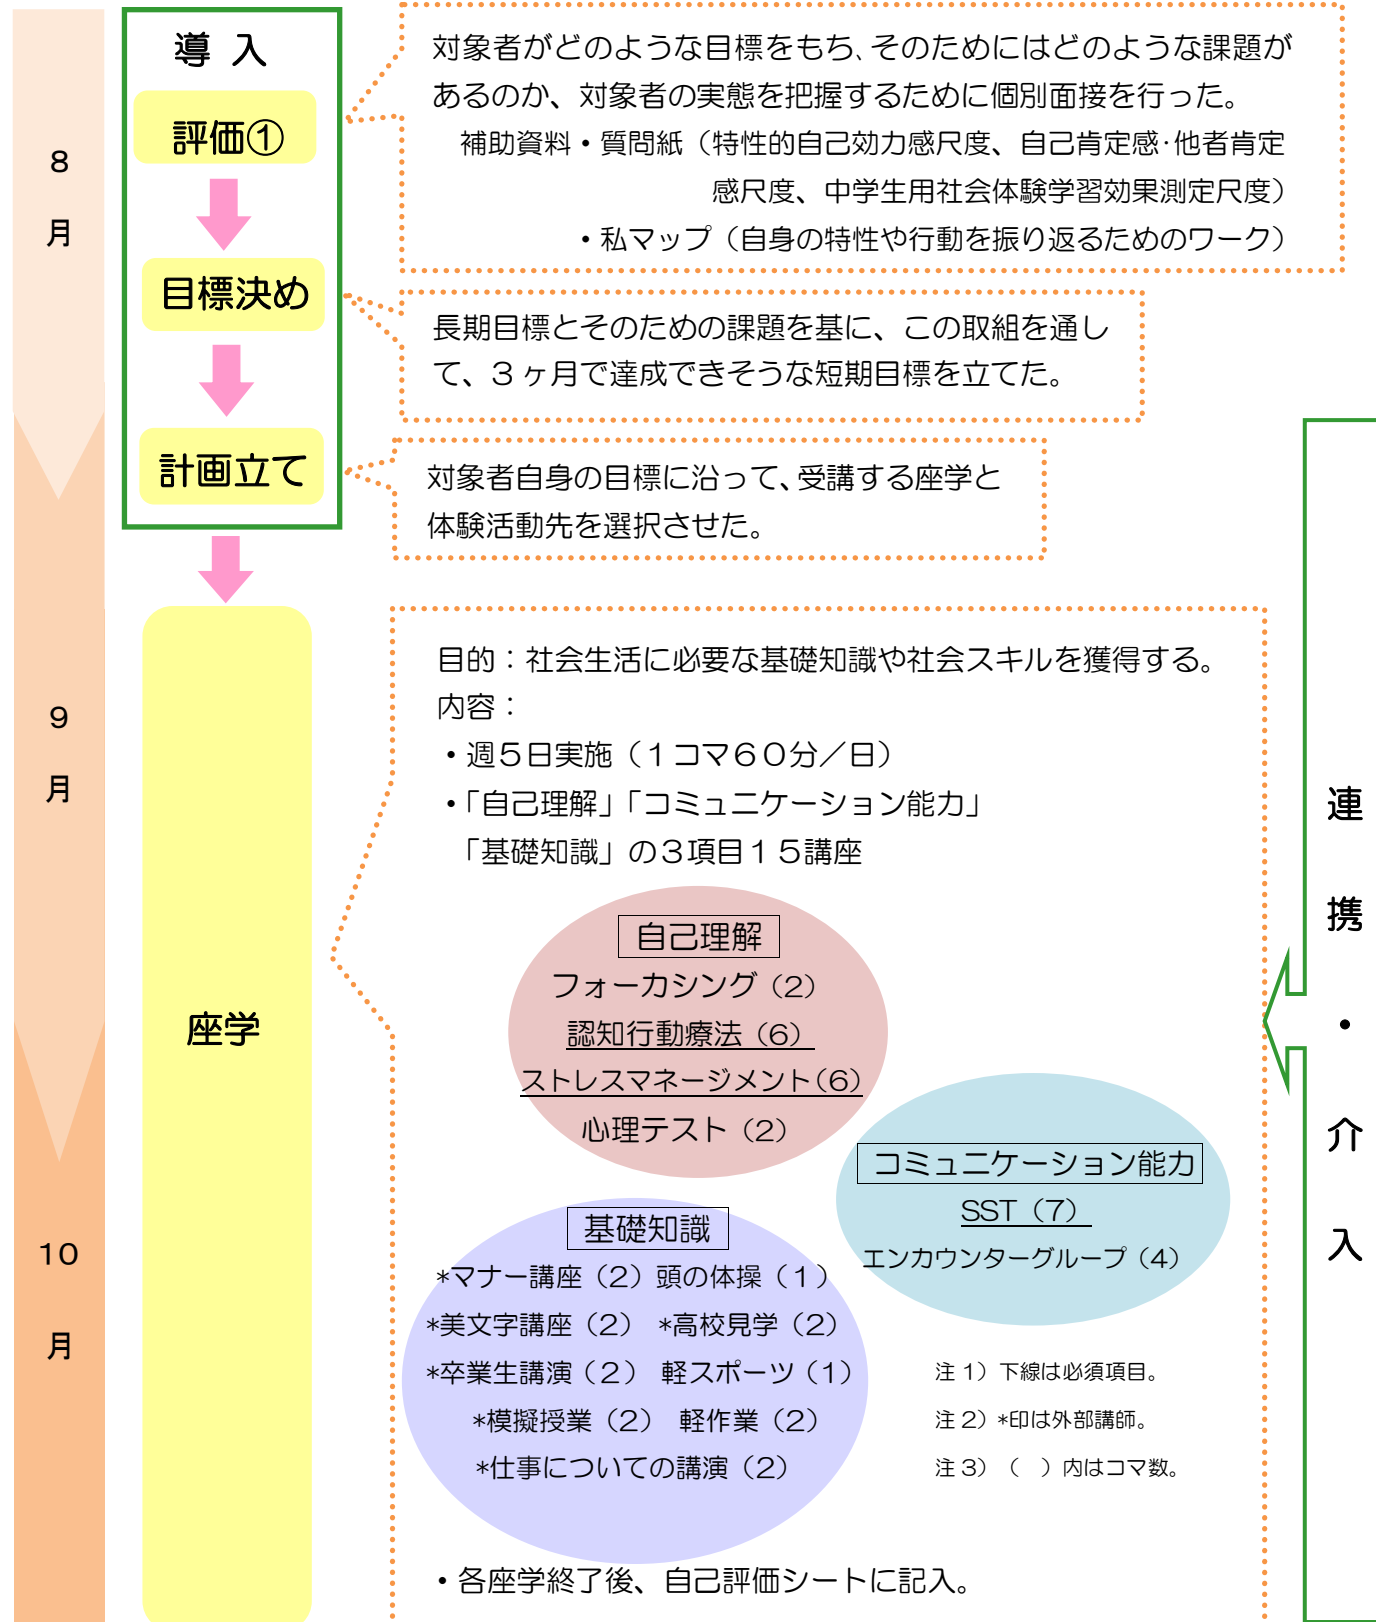 導 入
評価①
目標決め
計画立て
座学
8
月
9
月
10
月
対象者がどのような目標をもち、そのためにはどのような課題が
あるのか、対象者の実態を把握するために個別面接を行った。
補助資料・質問紙（特性的自己効力感尺度、自己肯定感・他者肯定
感尺度、中学生用社会体験学習効果測定尺度）
・私マップ（自身の特性や行動を振り返るためのワーク）
長期目標とそのための課題を基に、この取組を通し
て、３ヶ月で達成できそうな短期目標を立てた。
対象者自身の目標に沿って、受講する座学と
体験活動先を選択させた。
目的：社会生活に必要な基礎知識や社会スキルを獲得する。
内容：
・週５日実施（１コマ６０分／日）
・「自己理解」「コミュニケーション能力」
「基礎知識」の３項目１５講座
自己理解
フォーカシング（2）
認知行動療法（6）
ストレスマネージメント（6）
心理テスト（2）
コミュニケーション能力
SST（7）
エンカウンターグループ（4）
基礎知識
*マナー講座（2）頭の体操（1）
*美文字講座（2） *高校見学（2）
*卒業生講演（2） 軽スポーツ（1）
*模擬授業（2） 軽作業（2）
*仕事についての講演（2）
注 1）下線は必須項目。
注 2）*印は外部講師。
注 3）（ ）内はコマ数。
・各座学終了後、自己評価シートに記入。
連
携
・
介
入